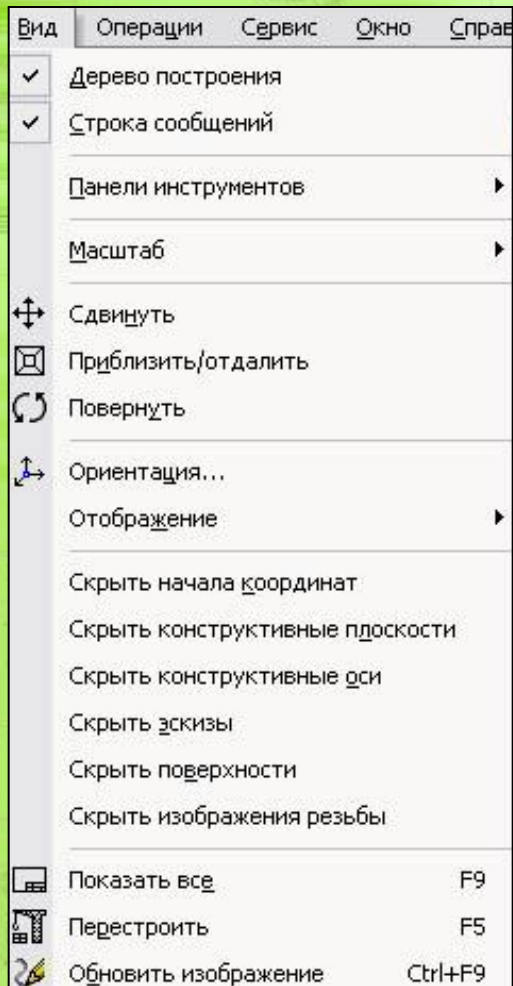 Вид Операции Сервис Окно Справ
Дерево построения
Строка сообщений
Панели инструментов
Масштаб
Сдвинуть
Приблизить/отдалить
Повернуть
Ориентация...
Отображение
Скрыть начала координат
Скрыть конструктивные плоскости
Скрыть конструктивные оси
Скрыть эскизы
Скрыть поверхности
Скрыть изображения резьбы
Показать все F9
Перестроить F5
Обновить изображение Ctrl+F9